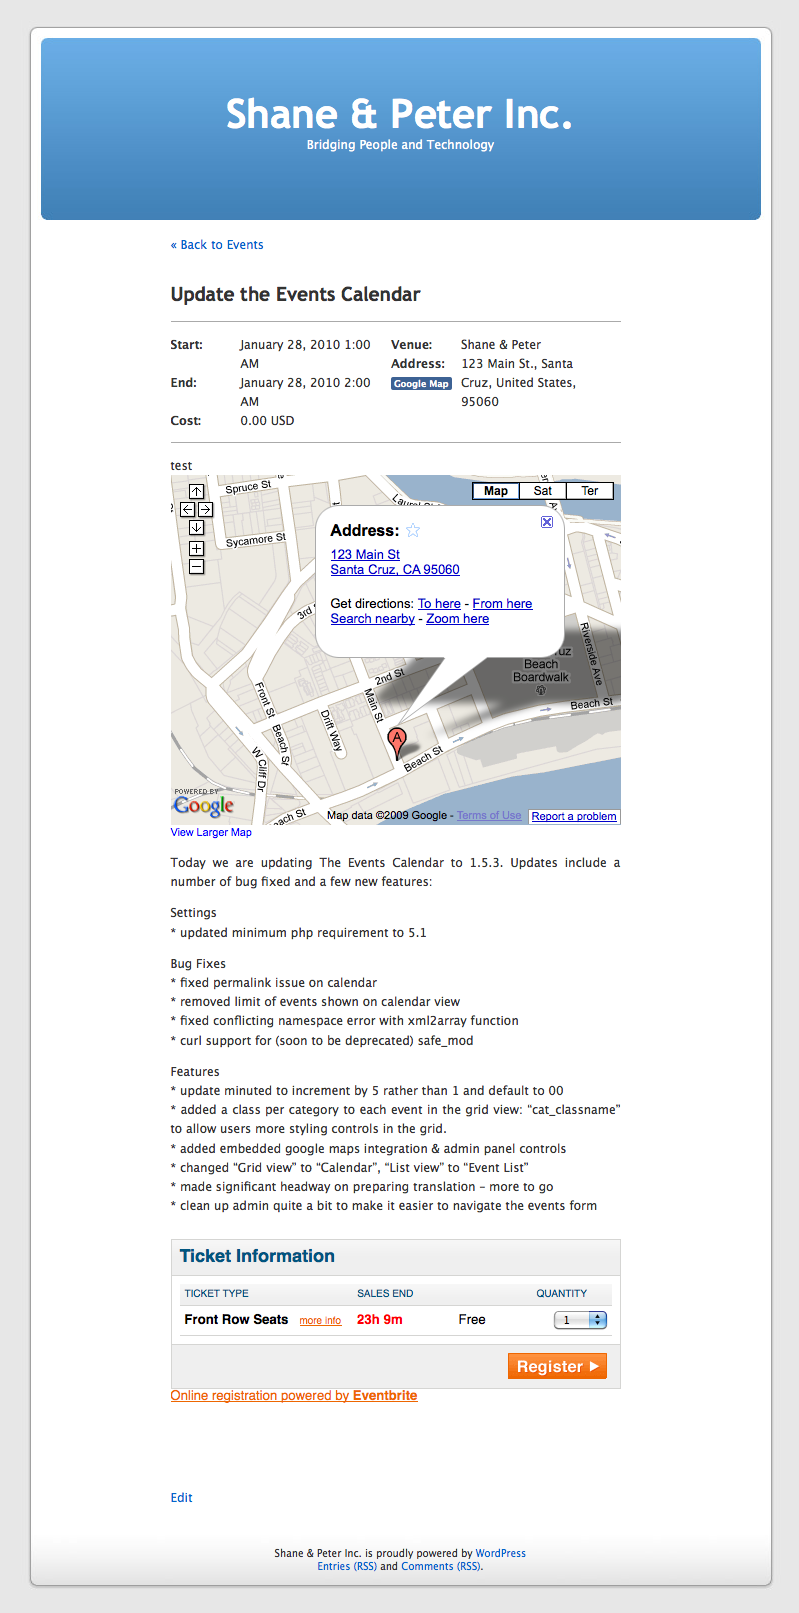 Shane & Peter Inc.
Bridging People and Technology
« Back to Events
Update the Events Calendar
Start: January 28, 2010 1:00 AM
End: January 28, 2010 2:00 AM
Cost: 0.00 USD
Venue: Shane & Peter
Address: 123 Main St., Santa Cruz, United States, 95060
Google Map
test
Map Sat Ter
Spruce St
Sycamore St
Laurel St
3rd
Address:
123 Main St
Santa Cruz, CA 95060
Get directions: To here - From here
Search nearby - Zoom here
Riverside Ave
uz
Beach
Boardwalk
2nd St
Main St
Front St
Beach St
Drift Way
W Cliff Dr
Beach St
Beach St
A
each St
POWERED BY
Google
Map data ©2009 Google - Terms of Use
Report a problem
View Larger Map
Today we are updating The Events Calendar to 1.5.3. Updates include a
number of bug fixed and a few new features:
Settings
* updated minimum php requirement to 5.1
Bug Fixes
* fixed permalink issue on calendar
* removed limit of events shown on calendar view
* fixed conflicting namespace error with xml2array function
* curl support for (soon to be deprecated) safe_mod
Features
* update minuted to increment by 5 rather than 1 and default to 00
* added a class per category to each event in the grid view: “cat_classname”
to allow users more styling controls in the grid.
* added embedded google maps integration & admin panel controls
* changed “Grid view” to “Calendar”, “List view” to “Event List”
* made significant headway on preparing translation – more to go
* clean up admin quite a bit to make it easier to navigate the events form
Ticket Information
TICKET TYPE SALES END QUANTITY
Front Row Seats more info 23h 9m Free 1
Register
Online registration powered by Eventbrite
Edit
Shane & Peter Inc. is proudly powered by WordPress
Entries (RSS) and Comments (RSS).